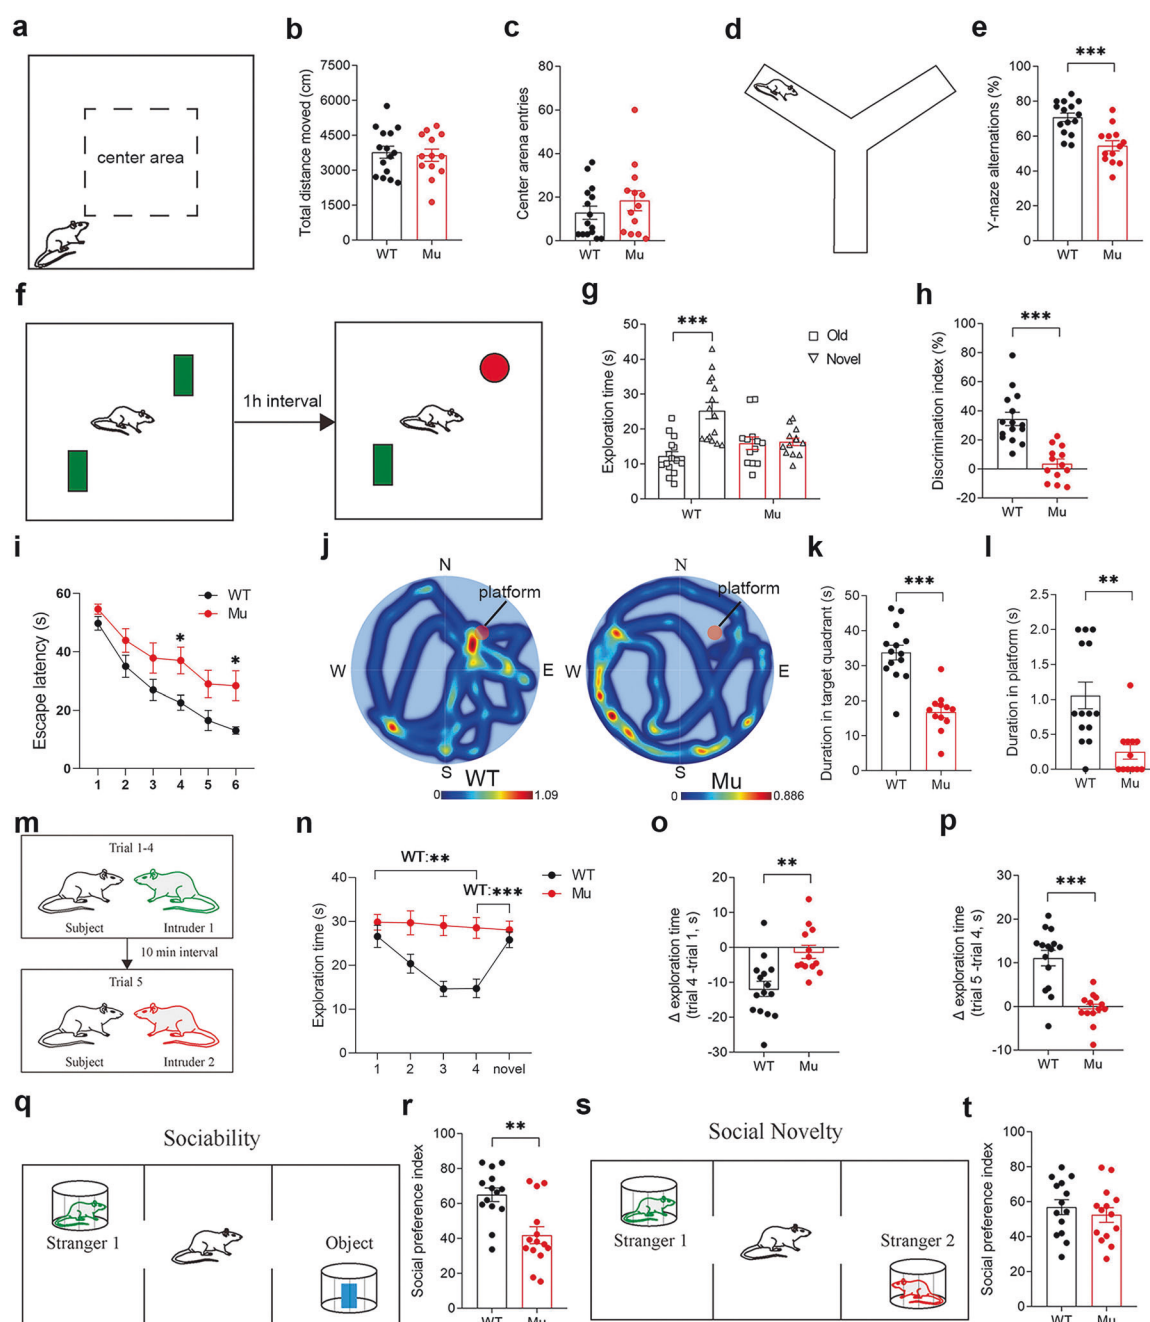 a
center area
b
Total distance moved (cm)
7500
6000
4500
3000
1500
0
WT Mu
c
Center arena entries
80
60
40
20
0
WT Mu
d
e
Y-maze alternations (%)
***
100
80
60
40
20
0
WT Mu
f
1h interval
g
Exploration time (s)
***
50
40
30
20
10
0
WT Mu
Old
Novel
h
Discrimination index (%)
***
100
80
60
40
20
0
-20
WT Mu
i
Escape latency (s)
60
40
20
0
1 2 3 4 5 6
WT
Mu
*
*
j
N
platform
W
E
S
WT
0 1.09
N
platform
W
E
S
Mu
0 0.886
k
Duration in target quadrant (s)
***
50
40
30
20
10
0
WT Mu
l
Duration in platform (s)
**
2.5
2.0
1.5
1.0
0.5
0.0
WT Mu
m
Trial 1-4
Subject Intruder 1
10 min interval
Trial 5
Subject Intruder 2
n
Exploration time (s)
WT:**
WT:***
WT
Mu
40
30
20
10
0
1 2 3 4 novel
o
Δ exploration time
(trial 4 -trial 1, s)
**
20
10
0
-10
-20
-30
WT Mu
p
Δ exploration time
(trial 5 -trial 4, s)
***
30
20
10
0
-10
WT Mu
q
Sociability
Stranger 1
Object
r
Social preference index
**
100
80
60
40
20
0
WT Mu
s
Social Novelty
Stranger 1
Stranger 2
t
Social preference index
100
80
60
40
20
0
WT Mu